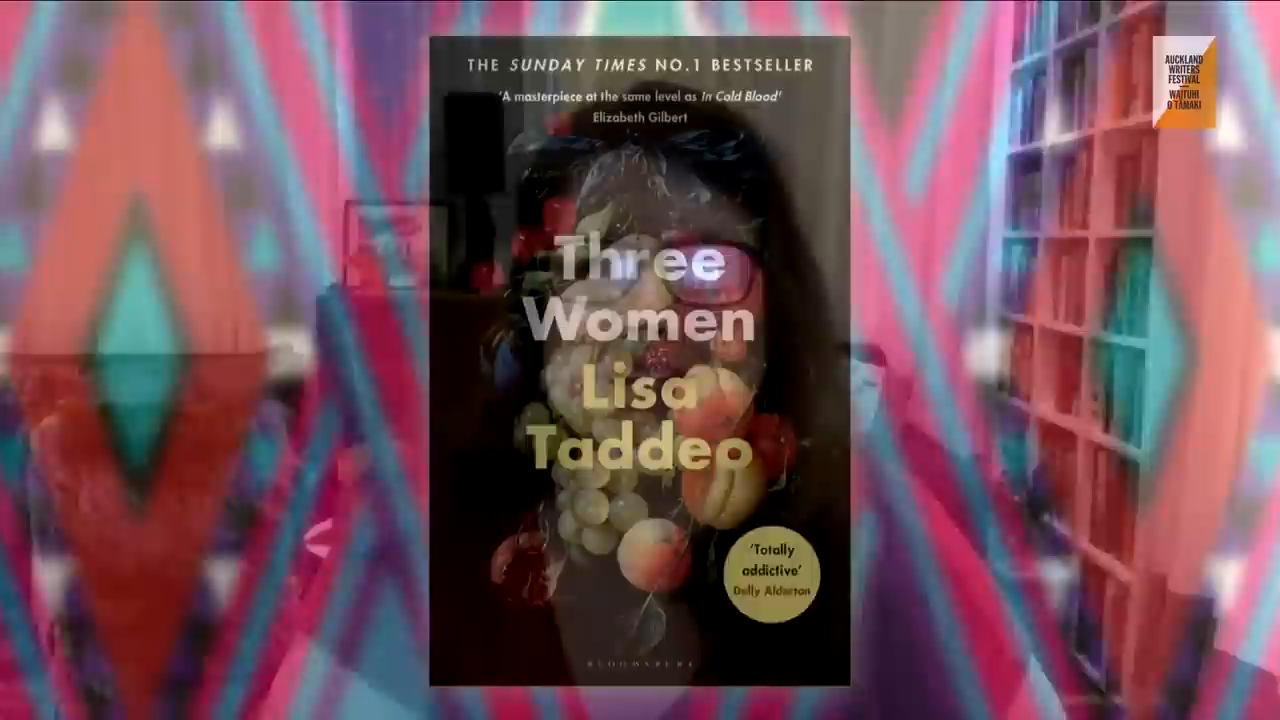 THE SUNDAY TIMES NO.1 BESTSELLER
'A masterpiece at the same level as In Cold Blood'
Elizabeth Gilbert
Three
Women
Lisa
Taddeo
'Totally
addictive'
Dolly Alderton
BLOOMSBURY
AUCKLAND
WRITERS
FESTIVAL
WAITUHI
O TĀMAKI